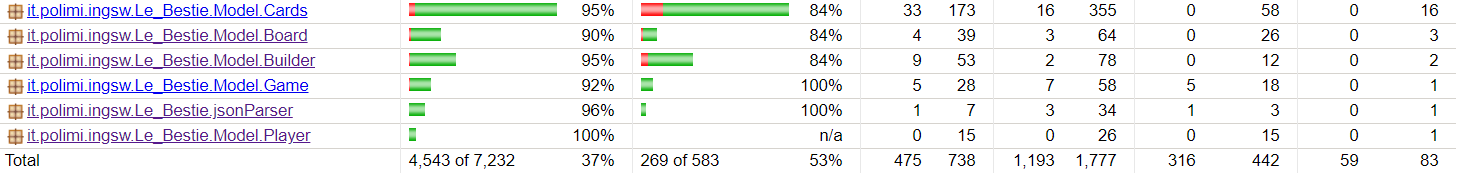 it.polimi.ingsw.Le_Bestie.Model.Cards 95% 84% 33 173 16 355 0 58 0 16
it.polimi.ingsw.Le_Bestie.Model.Board 90% 84% 4 39 3 64 0 26 0 3
it.polimi.ingsw.Le_Bestie.Model.Builder 95% 84% 9 53 2 78 0 12 0 2
it.polimi.ingsw.Le_Bestie.Model.Game 92% 100% 5 28 7 58 5 18 0 1
it.polimi.ingsw.Le_Bestie.jsonParser 96% 100% 1 7 3 34 1 3 0 1
it.polimi.ingsw.Le_Bestie.Model.Player 100% n/a 0 15 0 26 0 15 0 1
Total 4,543 of 7,232 37% 269 of 583 53% 475 738 1,193 1,777 316 442 59 83